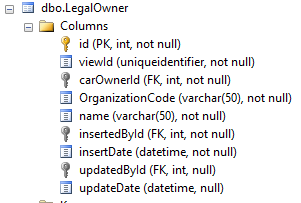 dbo.LegalOwner
Columns
id (PK, int, not null)
viewId (uniqueidentifier, not null)
carOwnerId (FK, int, not null)
OrganizationCode (varchar(50), not null)
name (varchar(50), not null)
insertedById (FK, int, not null)
insertDate (datetime, not null)
updatedById (FK, int, null)
updateDate (datetime, null)